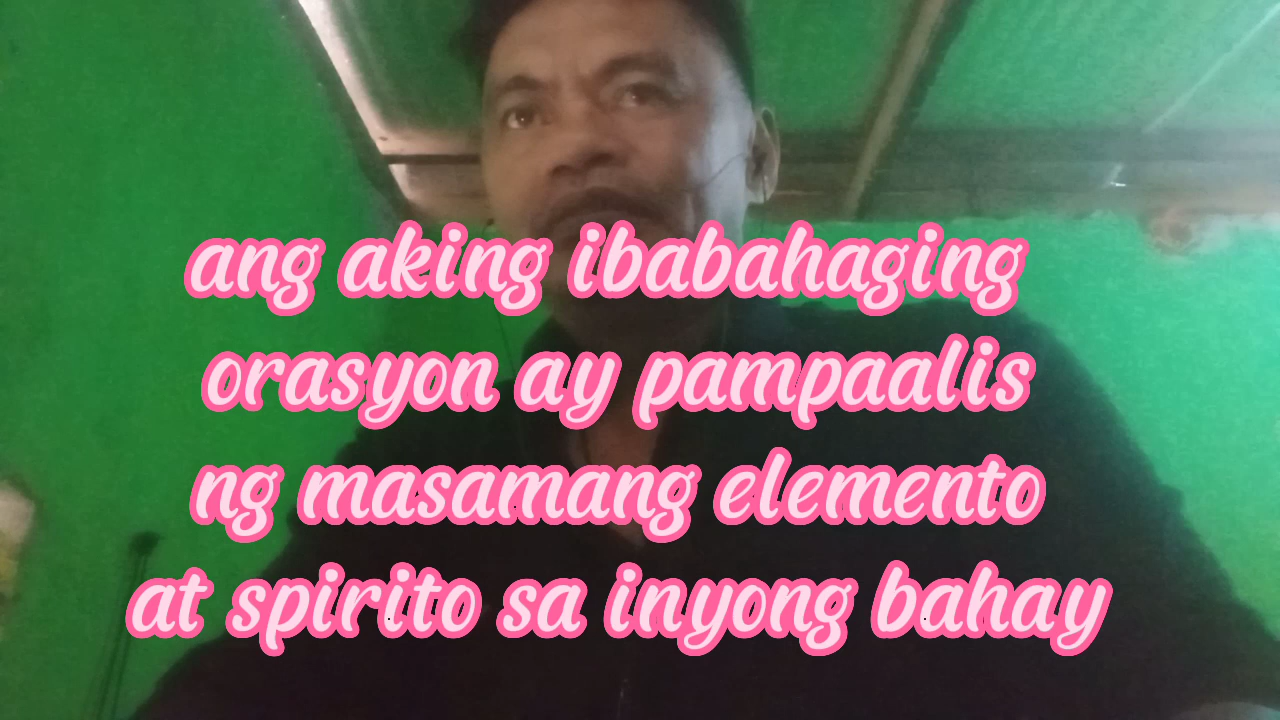 ang aking ibabahaging
orasyon ay pampaalis
ng masamang elemento
at spirito sa inyong bahay